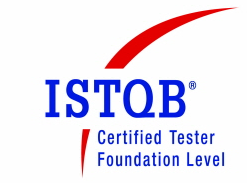 ISTQB®
Certified Tester
Foundation Level